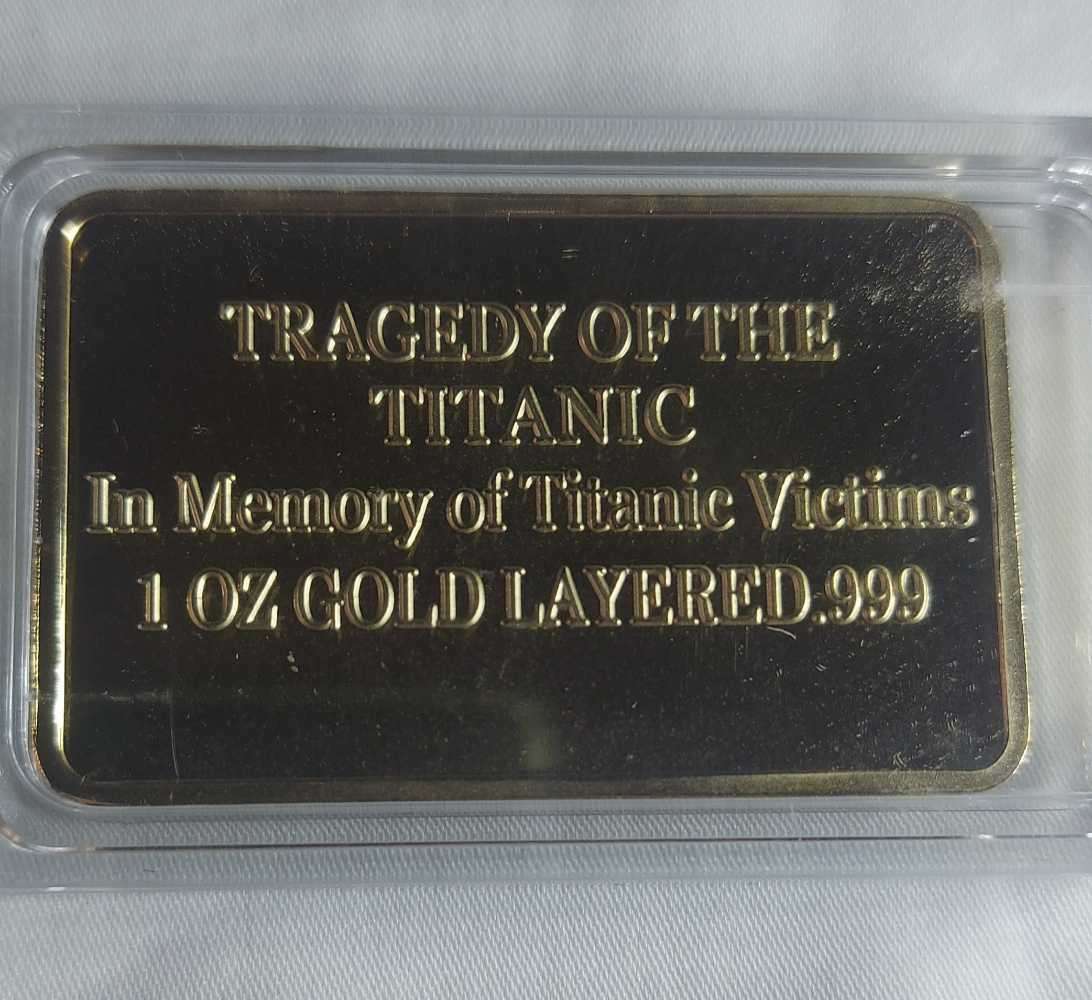 TRAGEDY OF THE
TITANIC
In Memory of Titanic Victims
1 OZ GOLD LAYERED .999